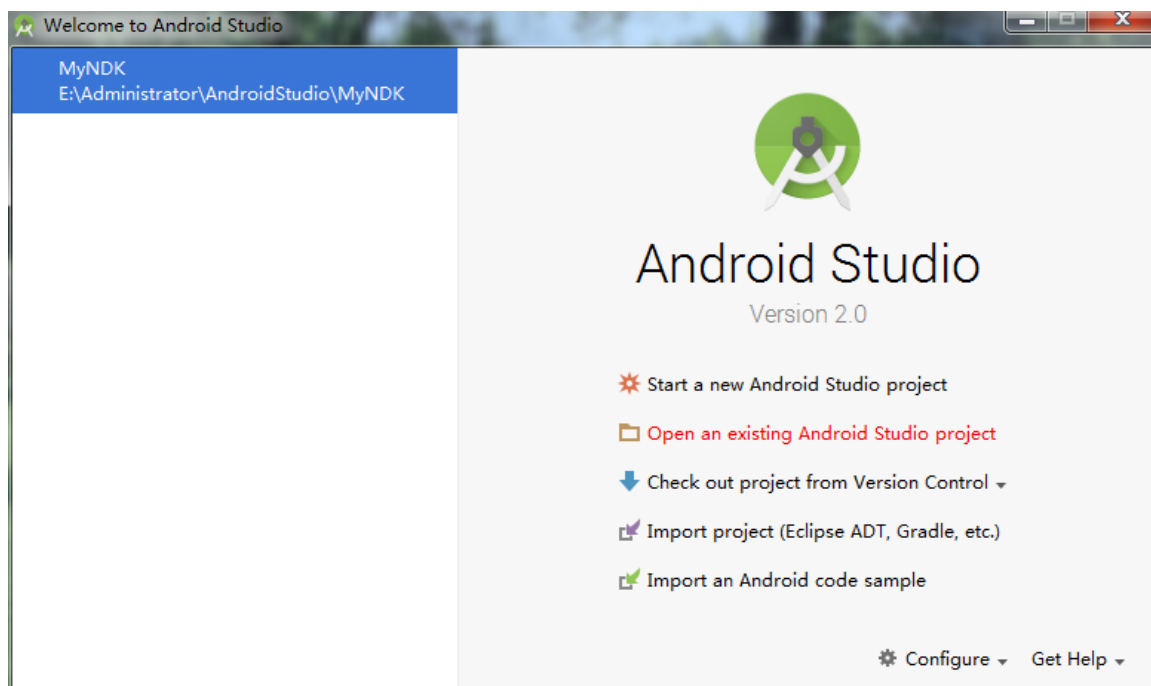 Welcome to Android Studio
MyNDK
E:\Administrator\AndroidStudio\MyNDK
Android Studio
Version 2.0
Start a new Android Studio project
Open an existing Android Studio project
Check out project from Version Control
Import project (Eclipse ADT, Gradle, etc.)
Import an Android code sample
Configure Get Help